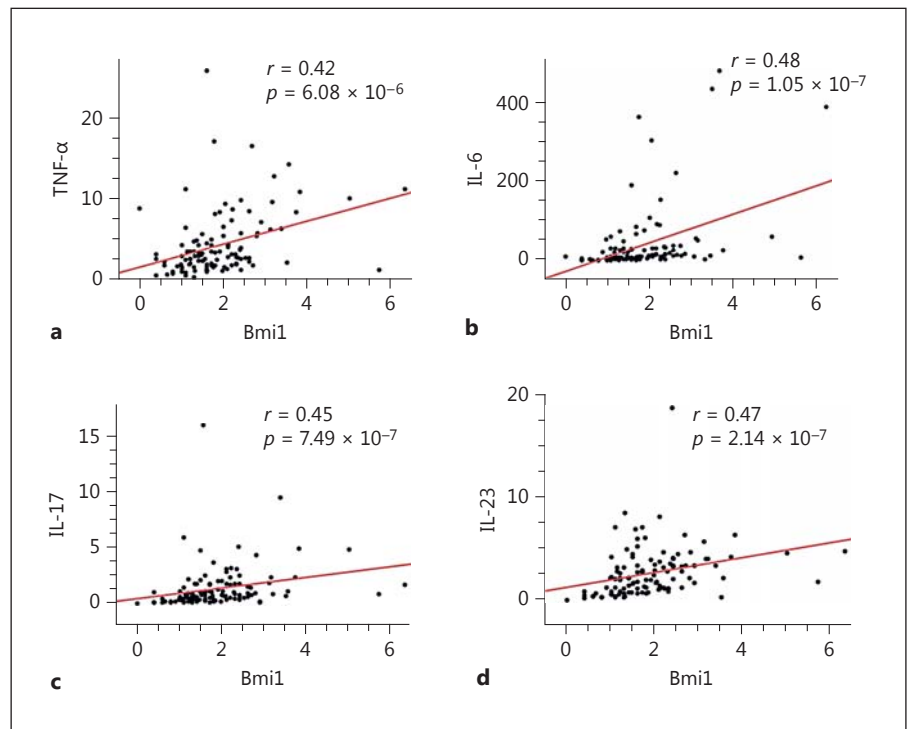 r = 0.42
p = 6.08 × 10⁻⁶
TNF-α
20
10
0
0 2 4 6
Bmi1
a
r = 0.48
p = 1.05 × 10⁻⁷
IL-6
400
200
0
0 2 4 6
Bmi1
b
r = 0.45
p = 7.49 × 10⁻⁷
IL-17
15
10
5
0
0 2 4 6
Bmi1
c
r = 0.47
p = 2.14 × 10⁻⁷
IL-23
20
10
0
0 2 4 6
Bmi1
d